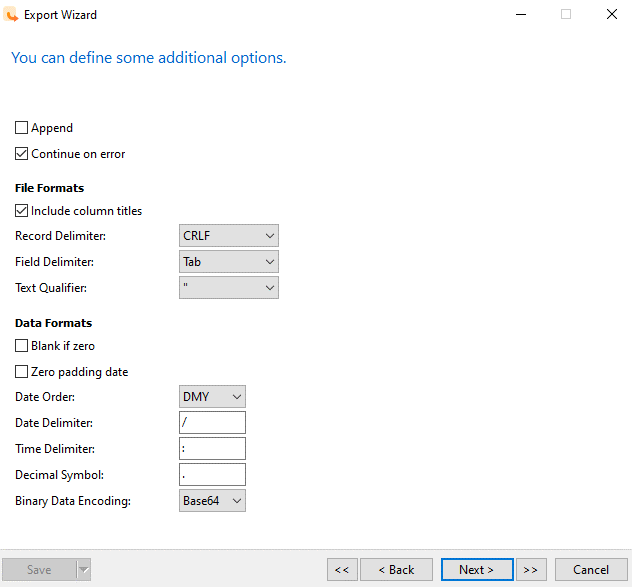 Export Wizard
You can define some additional options.
Append
Continue on error
File Formats
Include column titles
Record Delimiter: CRLF
Field Delimiter: Tab
Text Qualifier: "
Data Formats
Blank if zero
Zero padding date
Date Order: DMY
Date Delimiter: /
Time Delimiter: :
Decimal Symbol: .
Binary Data Encoding: Base64
Save << < Back Next > >> Cancel